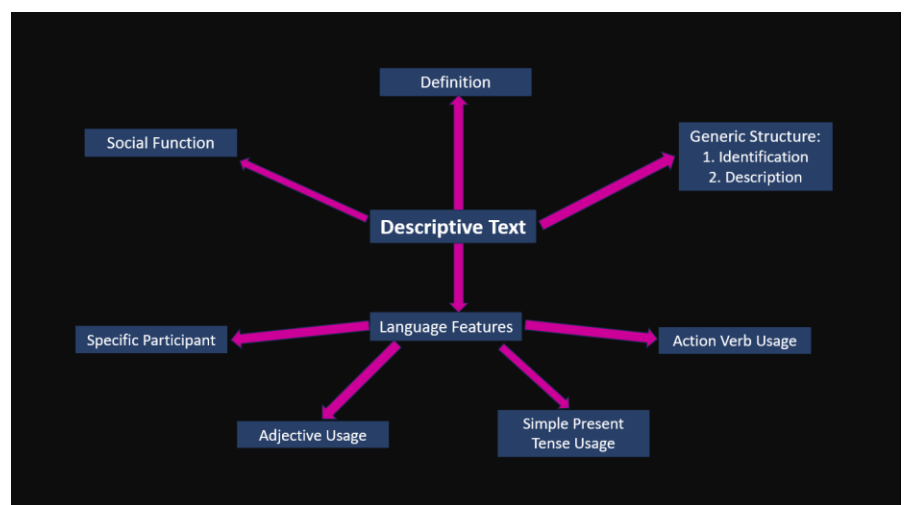 Definition
Social Function
Generic Structure:
1. Identification
2. Description
Descriptive Text
Language Features
Specific Participant
Action Verb Usage
Adjective Usage
Simple Present
Tense Usage